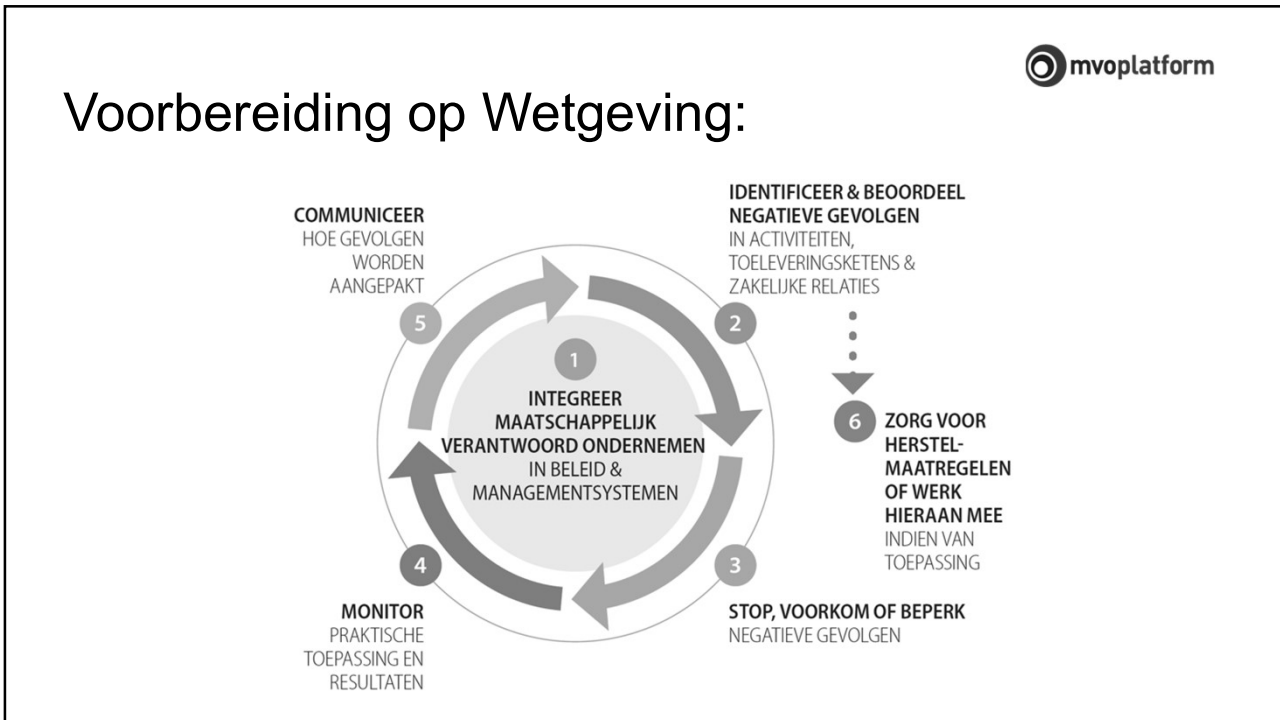 mvoplatform
Voorbereiding op Wetgeving:
1
INTEGREER
MAATSCHAPPELIJK
VERANTWOORD ONDERNEMEN
IN BELEID &
MANAGEMENTSYSTEMEN
IDENTIFICEER & BEOORDEEL
NEGATIEVE GEVOLGEN
IN ACTIVITEITEN,
TOELEVERINGSKETENS &
ZAKELIJKE RELATIES
2
3
STOP, VOORKOM OF BEPERK
NEGATIEVE GEVOLGEN
4
MONITOR
PRAKTISCHE
TOEPASSING EN
RESULTATEN
COMMUNICEER
HOE GEVOLGEN
WORDEN
AANGEPAKT
5
6
ZORG VOOR
HERSTEL-
MAATREGELEN
OF WERK
HIERAAN MEE
INDIEN VAN
TOEPASSING